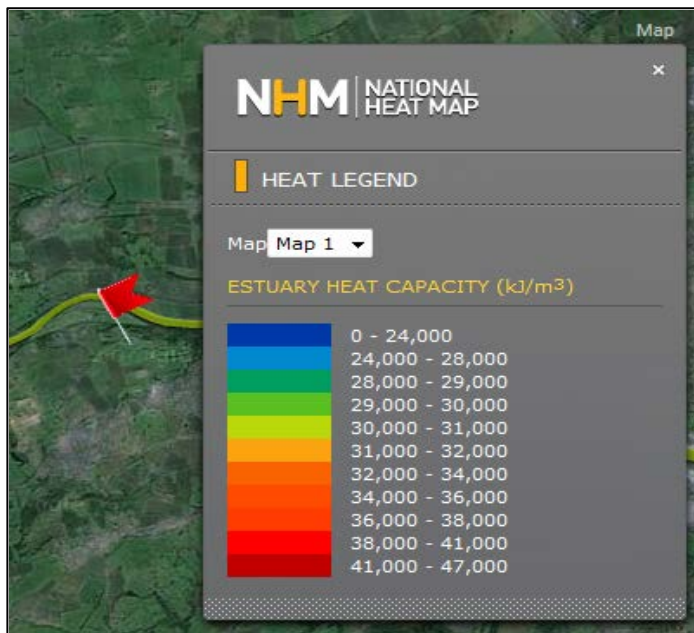 Map
×
NHM NATIONAL
HEAT MAP
HEAT LEGEND
Map Map 1
ESTUARY HEAT CAPACITY (kJ/m³)
0 - 24,000
24,000 - 28,000
28,000 - 29,000
29,000 - 30,000
30,000 - 31,000
31,000 - 32,000
32,000 - 34,000
34,000 - 36,000
36,000 - 38,000
38,000 - 41,000
41,000 - 47,000